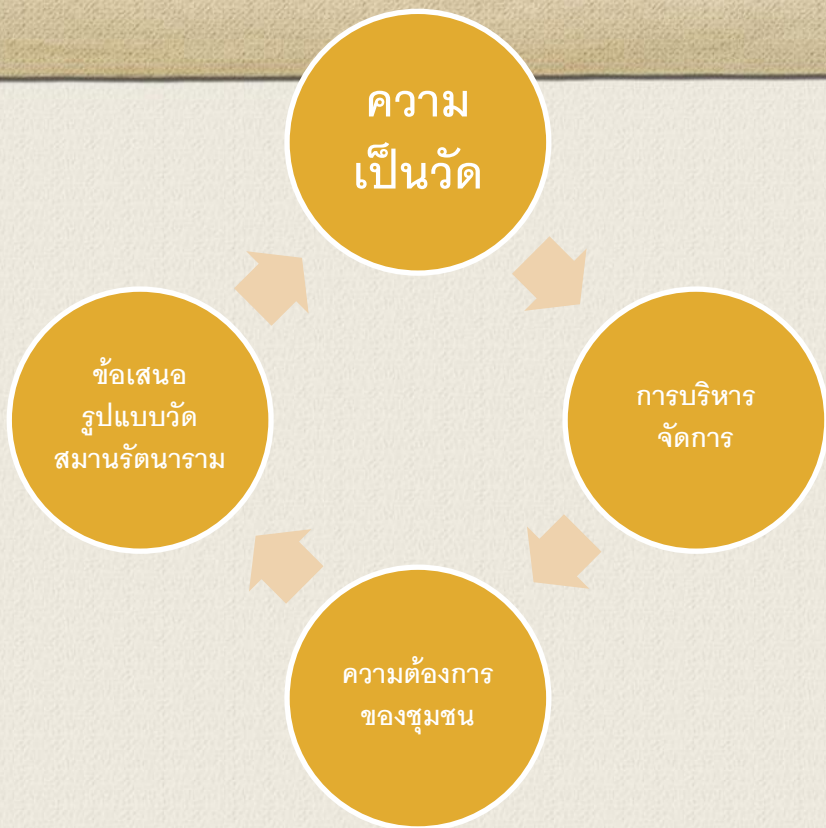 ความ
เป็นวัด
การบริหาร
จัดการ
ความต้องการ
ของชุมชน
ข้อเสนอ
รูปแบบวัด
สมานรัตนาราม